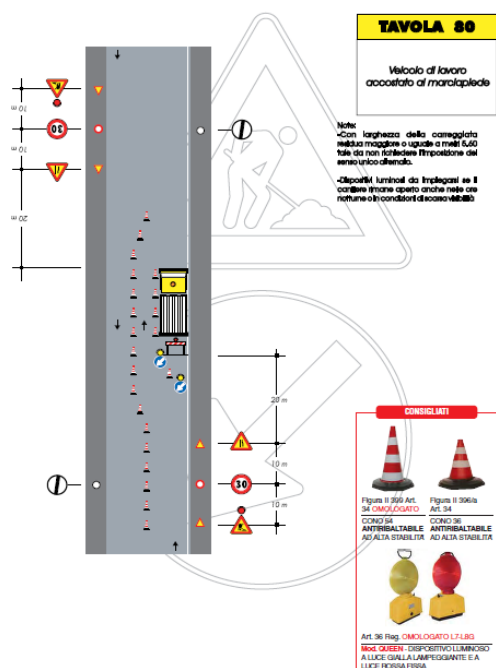 TAVOLA 80
Veicolo di lavoro
accostato al marciapiede
Note:
-Con larghezza della carreggiata
residua maggiore o uguale a metri 5,60
tale da non richiedere l'imposizione del
senso unico alternato.
-Dispositivi luminosi da impiegarsi se il
cantiere rimane aperto anche nelle ore
notturne o in condizioni di scarsa visibilità
10 m
30
10 m
20 m
20 m
10 m
30
10 m
CONSIGLIATI
Figura II 399 Art.
34 OMOLOGATO
CONO 54
ANTIRIBALTABILE
AD ALTA STABILITA'
Figura II 396/a
Art. 34
CONO 36
ANTIRIBALTABILE
AD ALTA STABILITA'
Art. 36 Reg. OMOLOGATO L7-L8G
Mod. QUEEN - DISPOSITIVO LUMINOSO
A LUCE GIALLA LAMPEGGIANTE E A
LUCE ROSSA FISSA